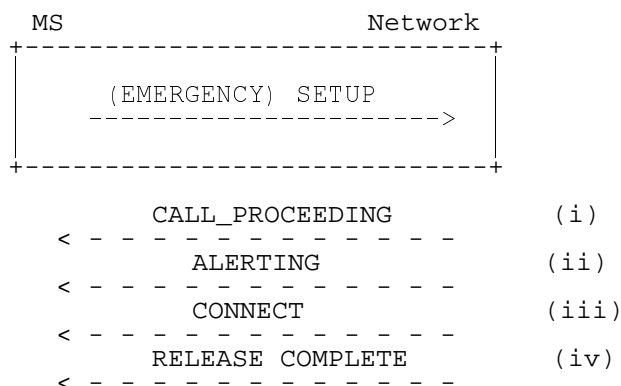 MS Network
(EMERGENCY) SETUP
CALL_PROCEEDING (i)
ALERTING (ii)
CONNECT (iii)
RELEASE COMPLETE (iv)